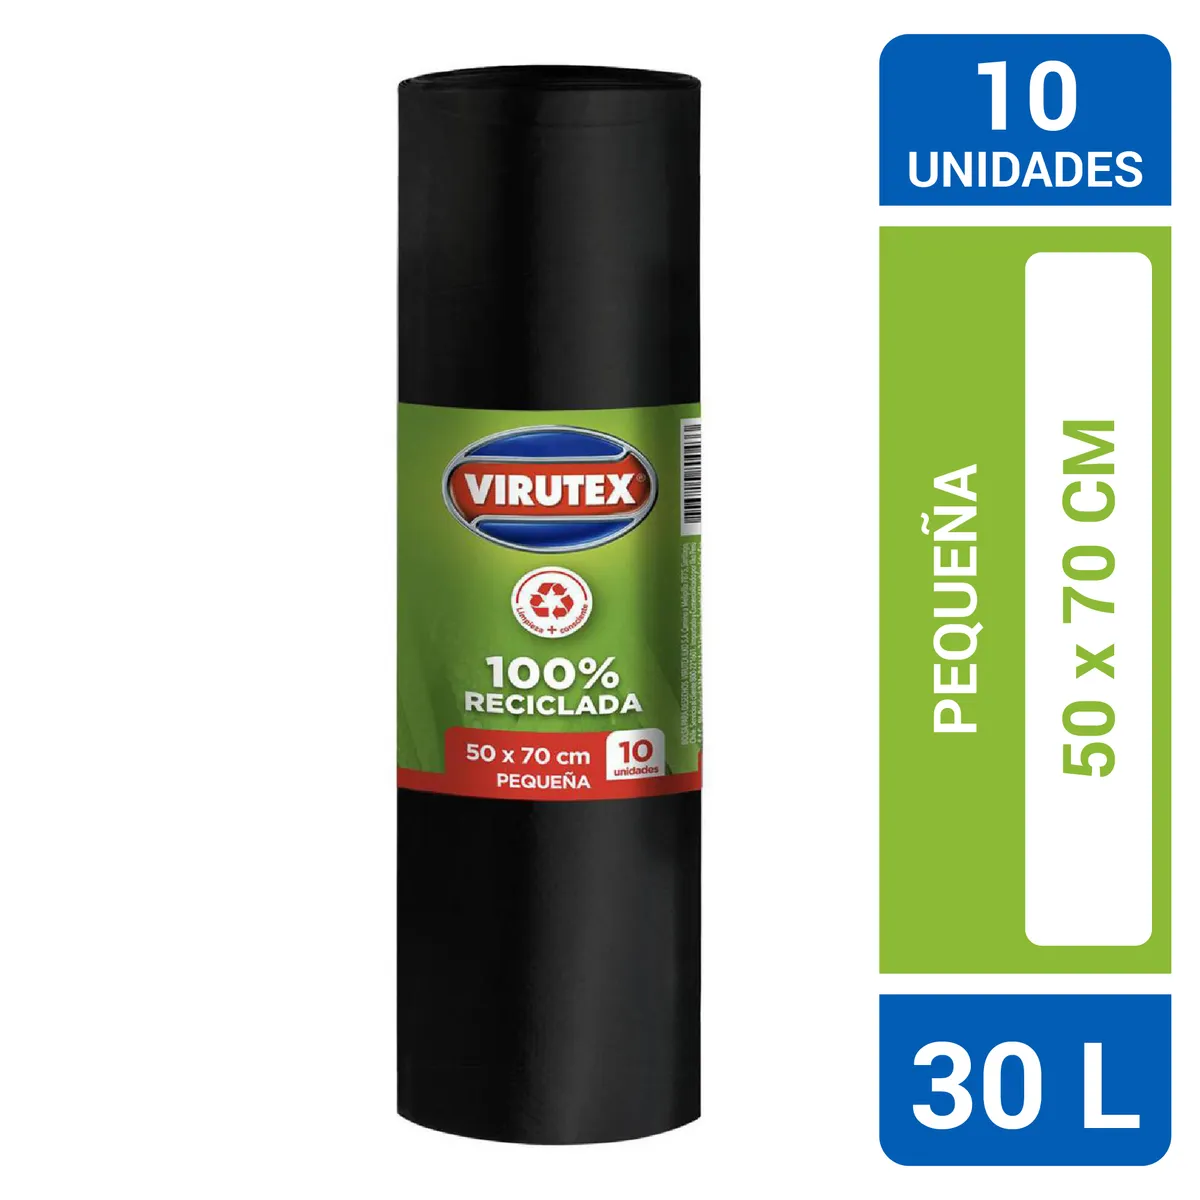 VIRUTEX®
Limpieza + consciente
100%
RECICLADA
50 x 70 cm
PEQUEÑA
10
unidades
10
UNIDADES
PEQUEÑA
50 x 70 CM
30 L